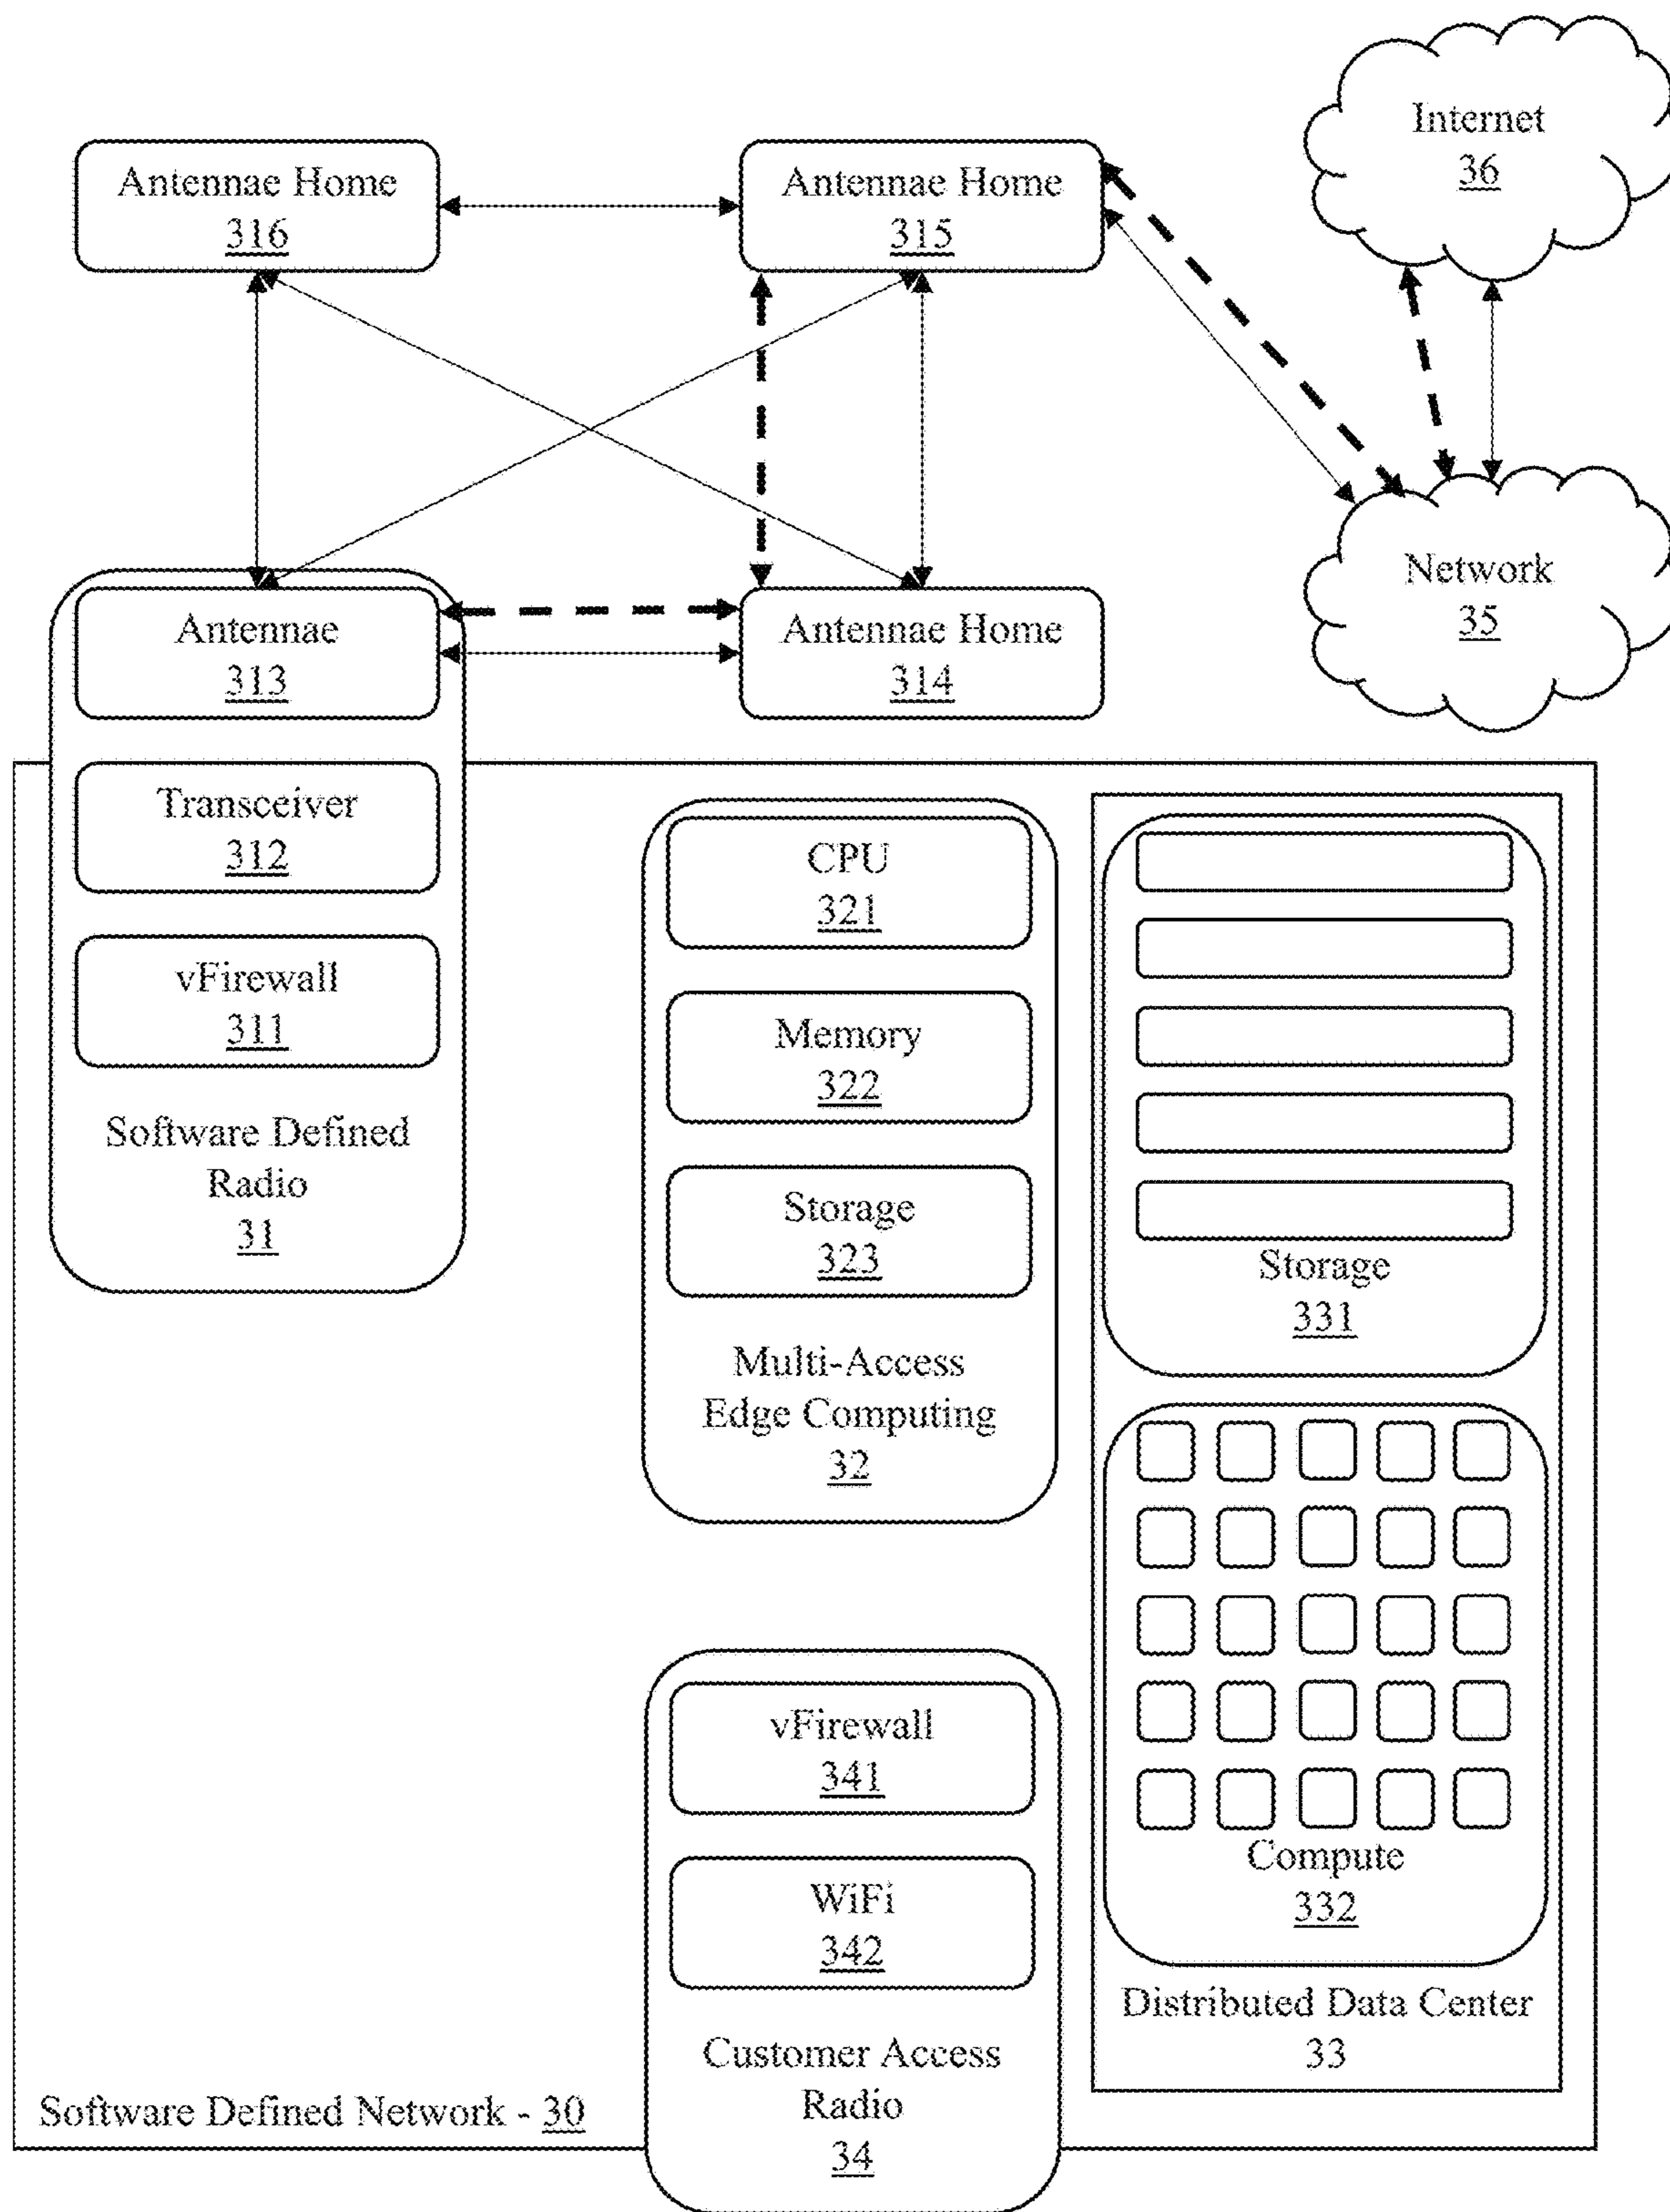 Internet
36
Antennae Home
316
Antennae Home
315
Network
35
Antennae
313
Antennae Home
314
Transceiver
312
vFirewall
311
Software Defined
Radio
31
CPU
321
Memory
322
Storage
323
Multi-Access
Edge Computing
32
Storage
331
Compute
332
Distributed Data Center
33
vFirewall
341
WiFi
342
Customer Access
Radio
34
Software Defined Network - 30